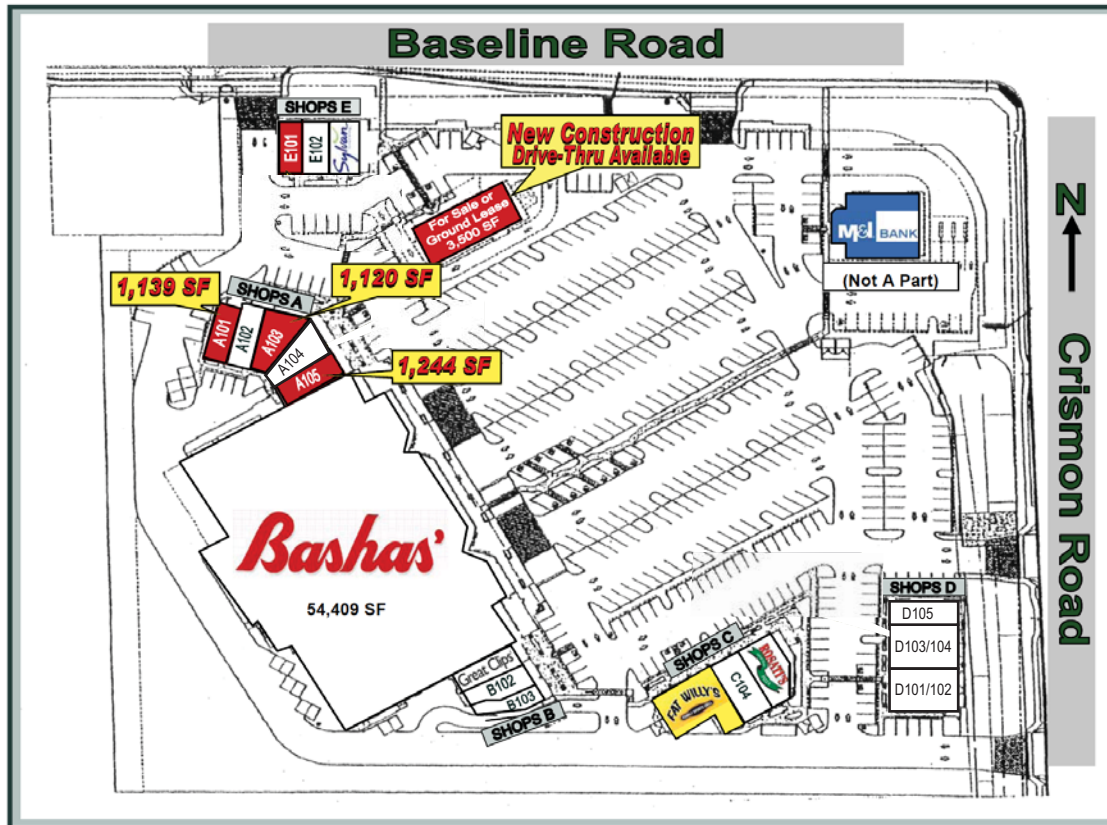 Baseline Road
SHOPS E
E101
E102
Sylvan
New Construction
Drive-Thru Available
For Sale or
Ground Lease
3,500 SF
M&I BANK
(Not A Part)
N
Crismon Road
1,139 SF
SHOPS A
1,120 SF
A101
A102
A103
A104
A105
1,244 SF
Bashas'
54,409 SF
Great Clips
B102
B103
SHOPS B
SHOPS C
FAT WILLY'S
C104
ROSATI'S
SHOPS D
D105
D103/104
D101/102